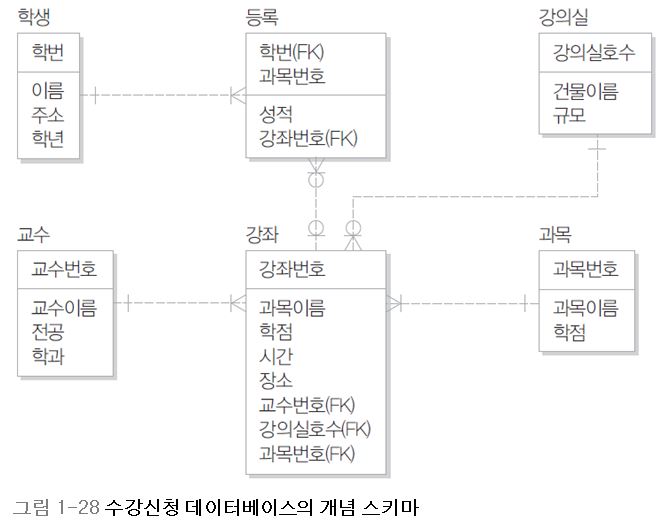 학생
학번
이름
주소
학년
등록
학번(FK)
과목번호
성적
강좌번호(FK)
강의실
강의실호수
건물이름
규모
교수
교수번호
교수이름
전공
학과
강좌
강좌번호
과목이름
학점
시간
장소
교수번호(FK)
강의실호수(FK)
과목번호(FK)
과목
과목번호
과목이름
학점
그림 1-28 수강신청 데이터베이스의 개념 스키마